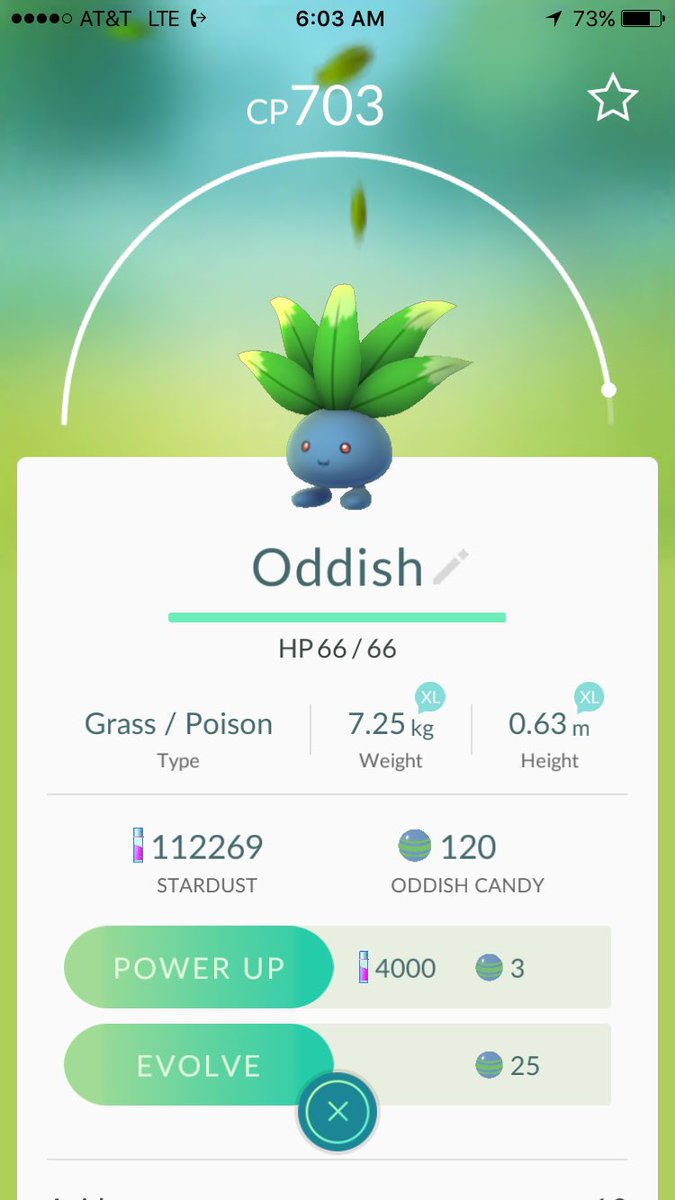 AT&T LTE 6:03 AM 73%
CP703
Oddish
HP 66 / 66
XL XL
Grass / Poison 7.25 kg 0.63 m
Type Weight Height
112269 120
STARDUST ODDISH CANDY
POWER UP 4000 3
EVOLVE 25